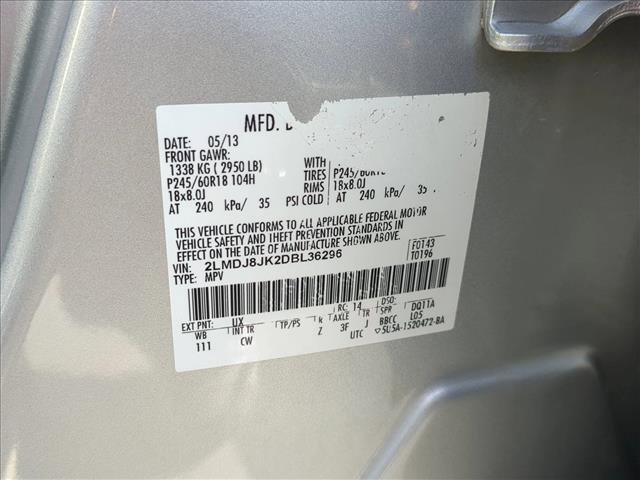 MFD.
DATE: 05/13
FRONT GAWR:
1338 KG ( 2950 LB) WITH
P245/60R18 104H TIRES P245/60R18
18x8.0J RIMS 18x8.0J
AT 240 kPa/ 35 PSI COLD AT 240 kPa/ 35
THIS VEHICLE CONFORMS TO ALL APPLICABLE FEDERAL MOTOR
VEHICLE SAFETY AND THEFT PREVENTION STANDARDS IN
EFFECT ON THE DATE OF MANUFACTURE SHOWN ABOVE.
VIN: 2LMDJ8JK2DBL36296 F0143
TYPE: MPV T0196
EXT PNT: UX RC: 14 DSO: DQ11A
WB INT TR TP/PS R AXLE TR SPR L05
111 CW Z 3F J BBCC
UTC ▽5U5A-1520472-BA